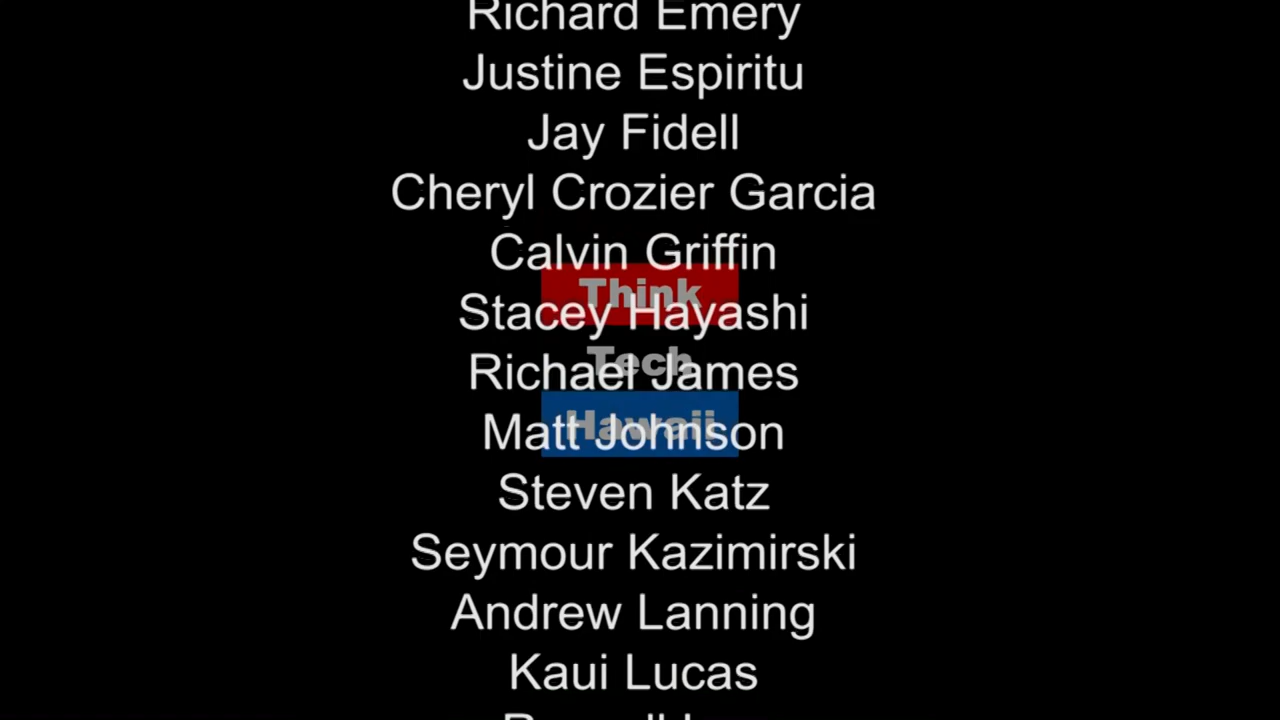 Richard Emery
Justine Espiritu
Jay Fidell
Cheryl Crozier Garcia
Calvin Griffin
Think
Stacey Hayashi
Tech
Richael James
Hawaii
Matt Johnson
Steven Katz
Seymour Kazimirski
Andrew Lanning
Kaui Lucas